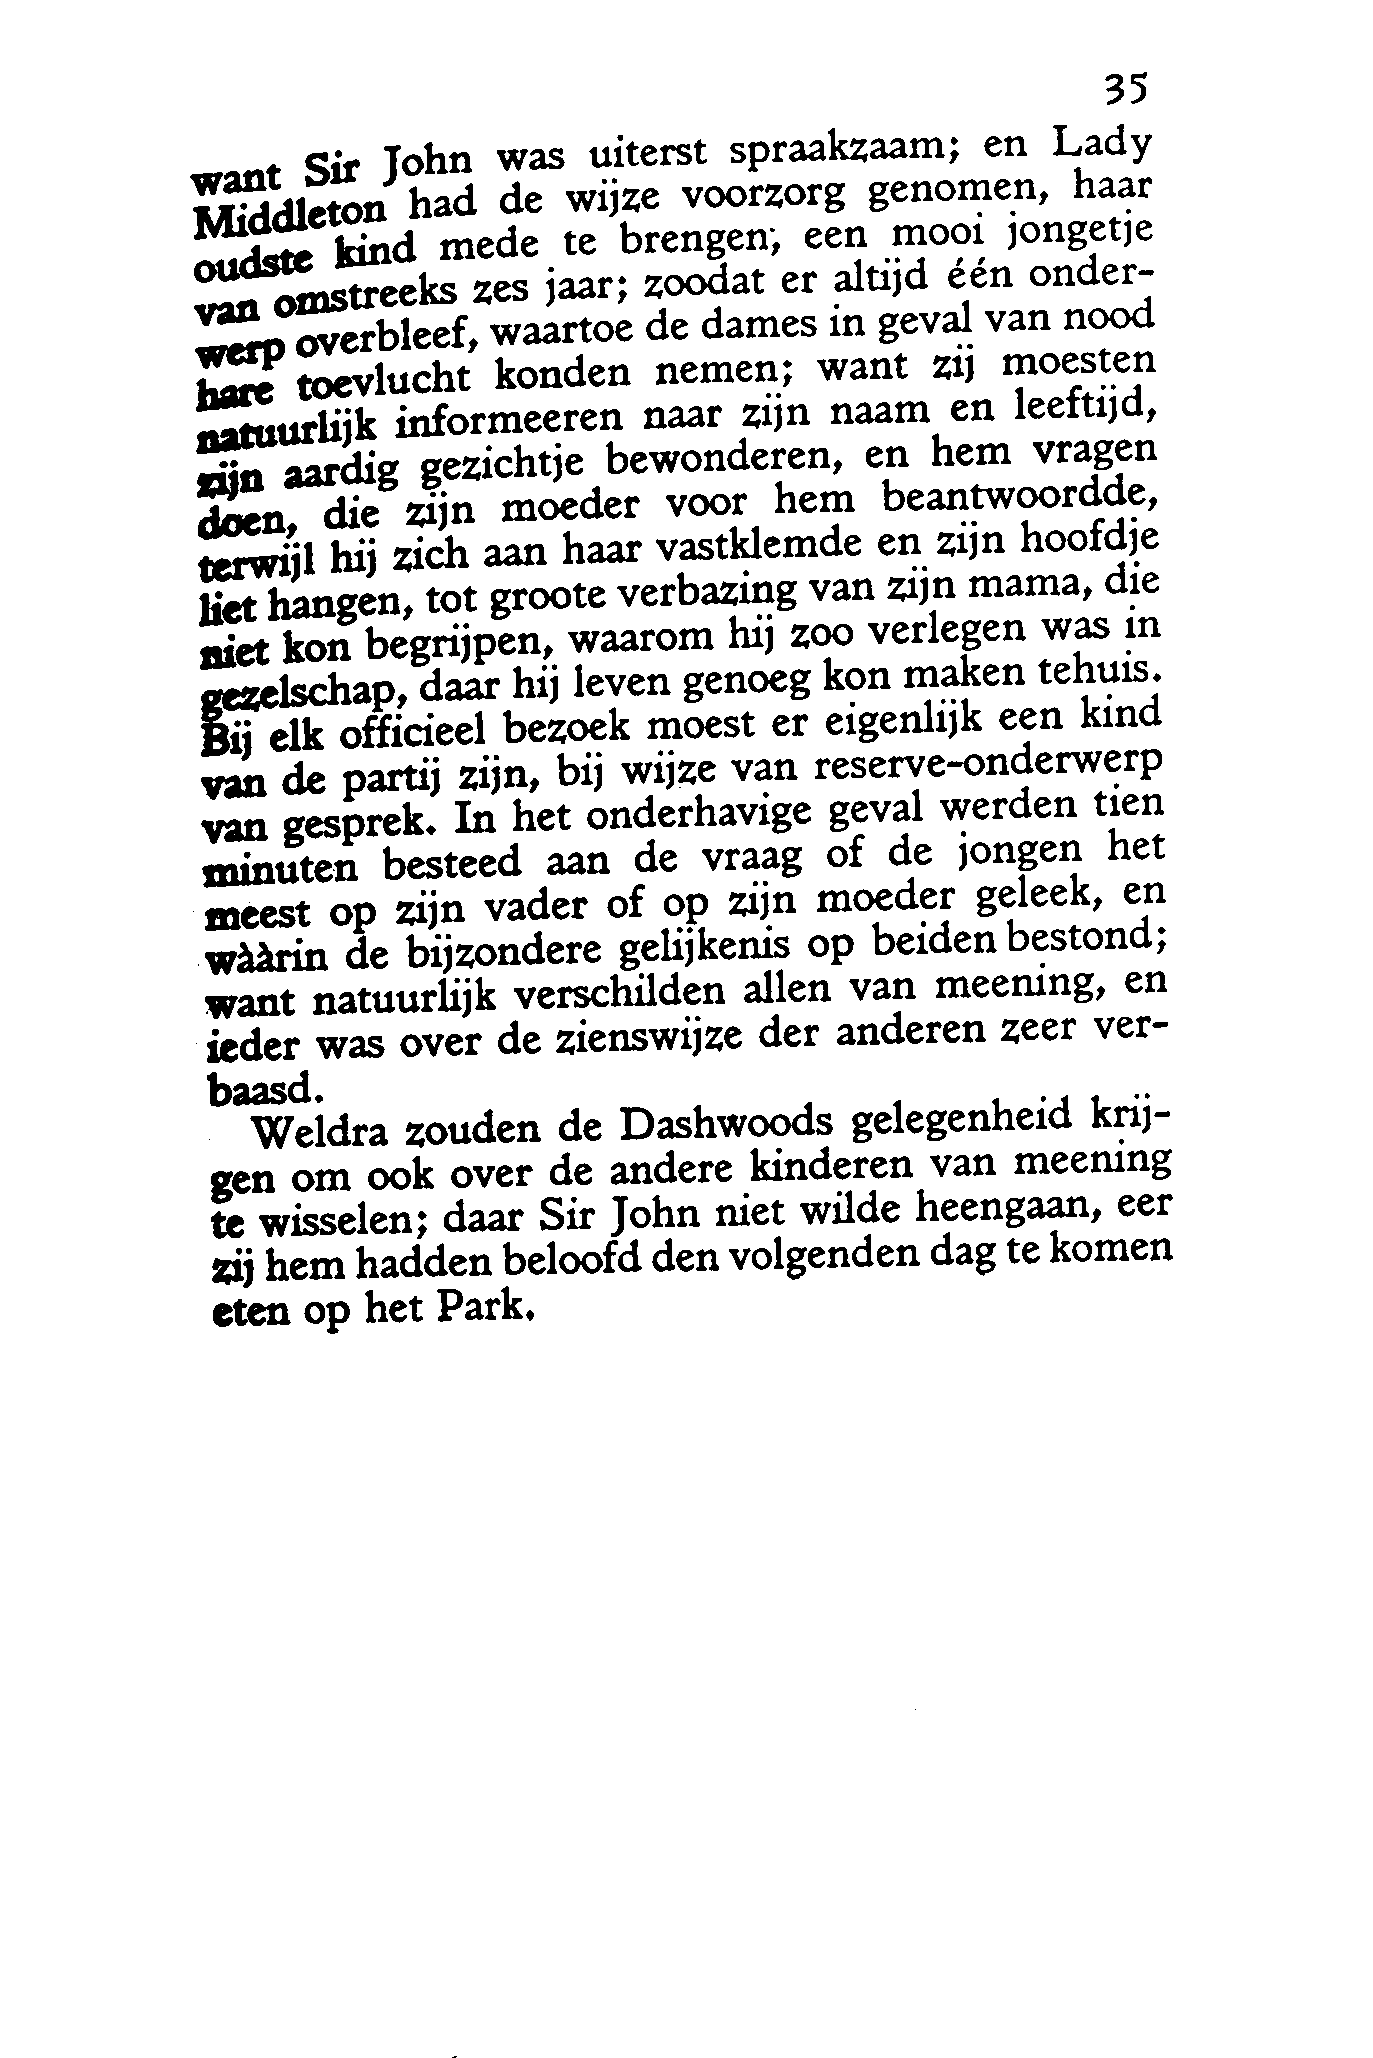 35
want Sir John was uiterst spraakzaam; en Lady
Middleton had de wijze voorzorg genomen, haar
oudste kind mede te brengen, een mooi jongetje
van omstreeks zes jaar; zoodat er altijd één onder-
werp overbleef, waartoe de dames in geval van nood
hare toevlucht konden nemen; want zij moesten
natuurlijk informeeren naar zijn naam en leeftijd,
zijn aardig gezichtje bewonderen, en hem vragen
doen, die zijn moeder voor hem beantwoordde,
terwijl hij zich aan haar vastklemde en zijn hoofdje
liet hangen, tot groote verbazing van zijn mama, die
niet kon begrijpen, waarom hij zoo verlegen was in
gezelschap, daar hij leven genoeg kon maken tehuis.
Bij elk officieel bezoek moest er eigenlijk een kind
van de partij zijn, bij wijze van reserve-onderwerp
van gesprek. In het onderhavige geval werden tien
minuten besteed aan de vraag of de jongen het
meest op zijn vader of op zijn moeder geleek, en
wààrin de bijzondere gelijkenis op beiden bestond;
want natuurlijk verschilden allen van meening, en
ieder was over de zienswijze der anderen zeer ver-
baasd.
Weldra zouden de Dashwoods gelegenheid krij-
gen om ook over de andere kinderen van meening
te wisselen; daar Sir John niet wilde heengaan, eer
zij hem hadden beloofd den volgenden dag te komen
eten op het Park.